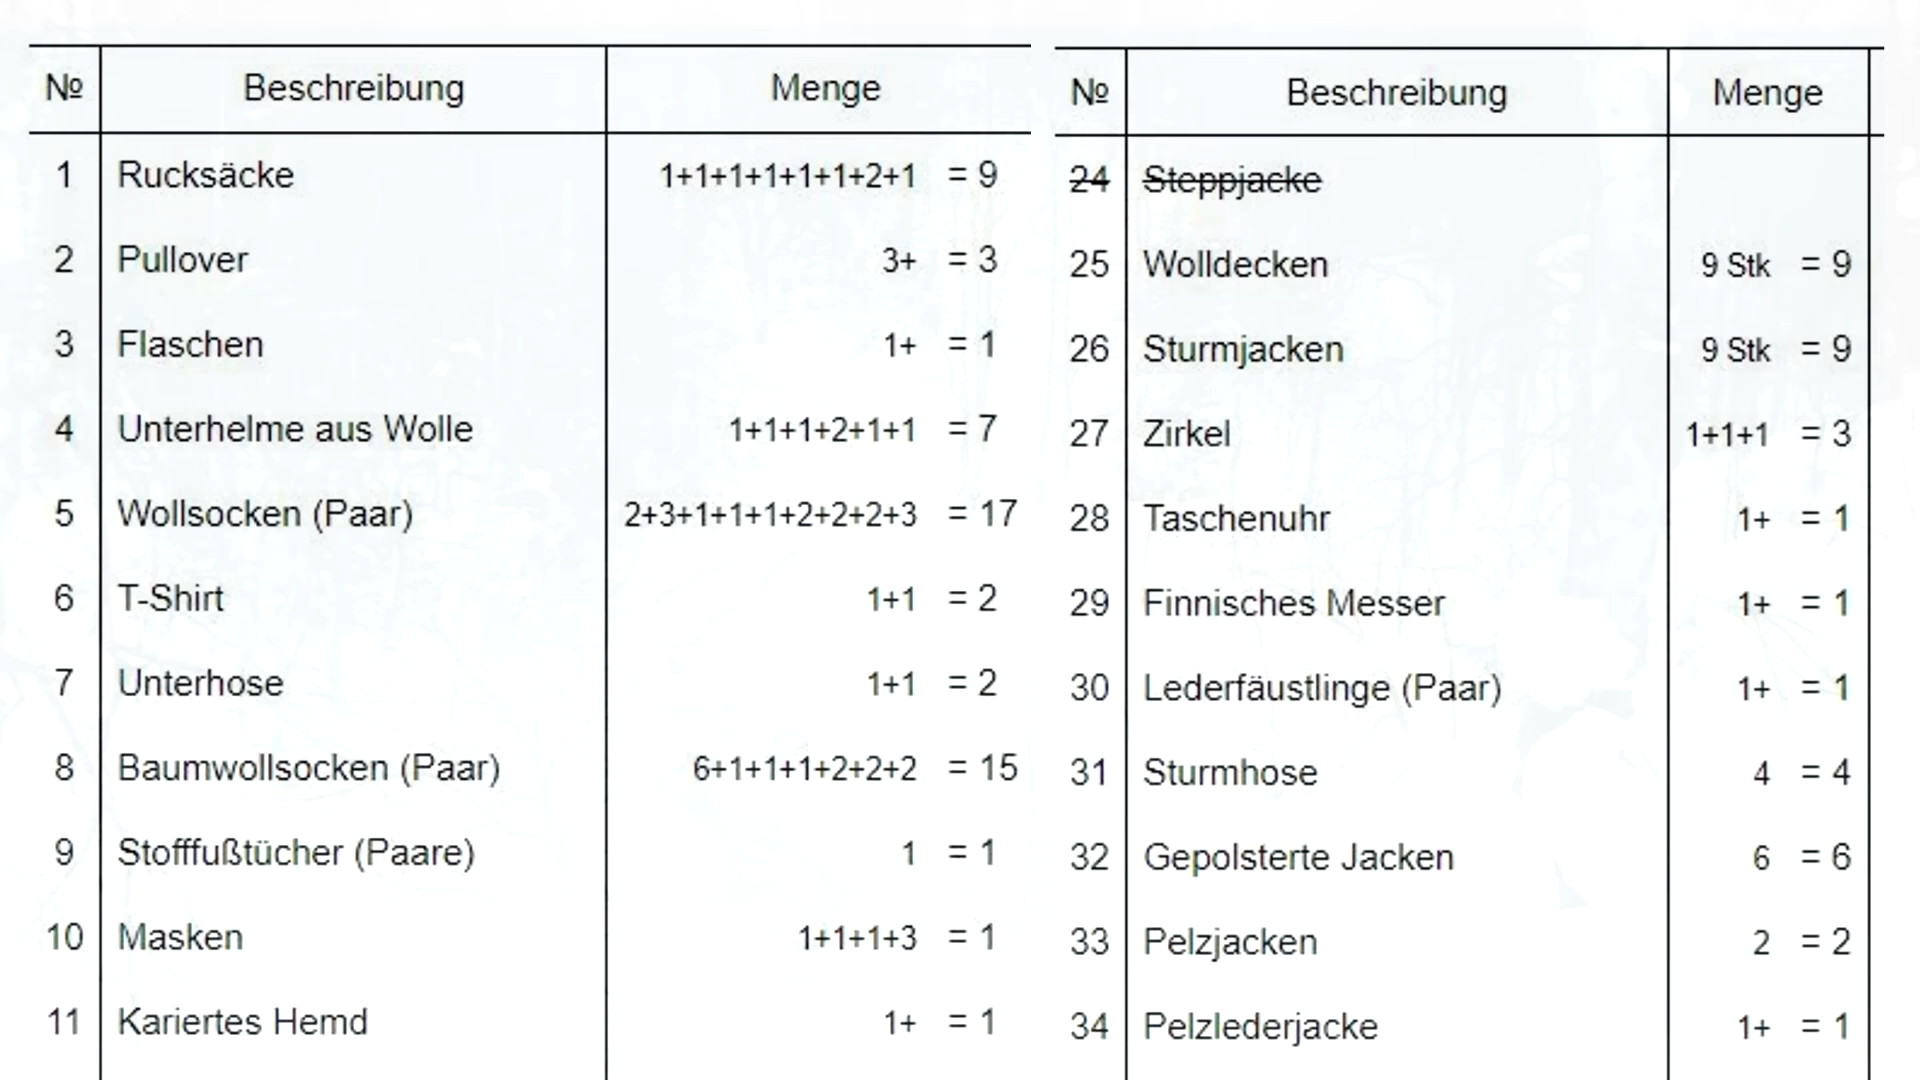 № Beschreibung Menge
1 Rucksäcke 1+1+1+1+1+1+2+1 = 9
2 Pullover 3+ = 3
3 Flaschen 1+ = 1
4 Unterhelme aus Wolle 1+1+1+2+1+1 = 7
5 Wollsocken (Paar) 2+3+1+1+1+2+2+2+3 = 17
6 T-Shirt 1+1 = 2
7 Unterhose 1+1 = 2
8 Baumwollsocken (Paar) 6+1+1+1+2+2+2 = 15
9 Stofffußtücher (Paare) 1 = 1
10 Masken 1+1+1+3 = 1
11 Kariertes Hemd 1+ = 1
№ Beschreibung Menge
24 Steppjacke
25 Wolldecken 9 Stk = 9
26 Sturmjacken 9 Stk = 9
27 Zirkel 1+1+1 = 3
28 Taschenuhr 1+ = 1
29 Finnisches Messer 1+ = 1
30 Lederfäustlinge (Paar) 1+ = 1
31 Sturmhose 4 = 4
32 Gepolsterte Jacken 6 = 6
33 Pelzjacken 2 = 2
34 Pelzlederjacke 1+ = 1